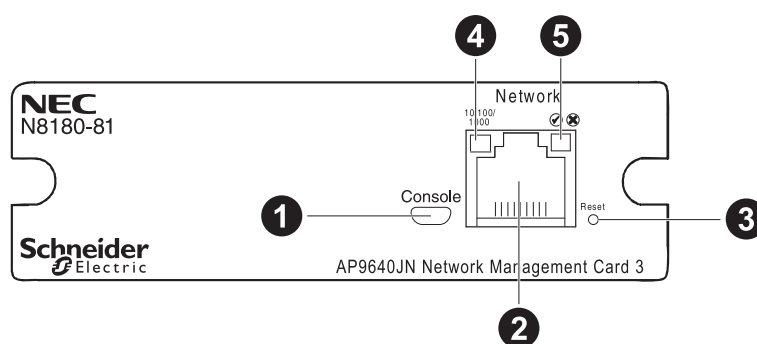 4 5
Network
10/100/
1000
NEC
N8180-81
Console
1
Reset
3
Schneider
Electric
AP9640JN Network Management Card 3
2